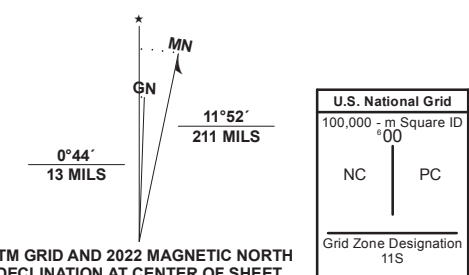 ★
MN
GN
11°52´
211 MILS
0°44´
13 MILS
TM GRID AND 2022 MAGNETIC NORTH
DECLINATION AT CENTER OF SHEET
U.S. National Grid
100,000 - m Square ID
⁶00
NC PC
Grid Zone Designation
11S